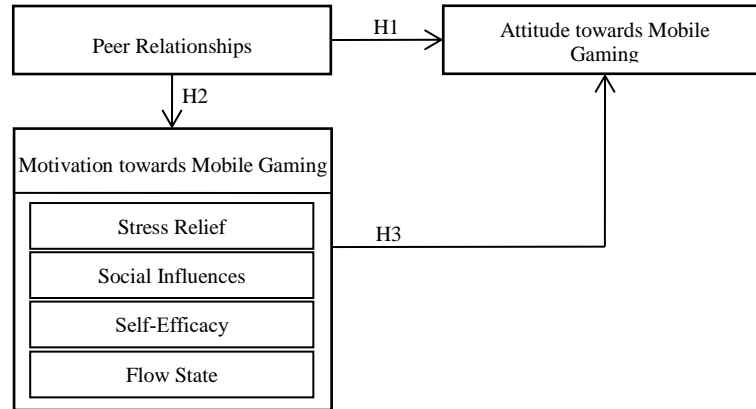 Peer Relationships
H1
Attitude towards Mobile
Gaming
H2
Motivation towards Mobile Gaming
Stress Relief
Social Influences
Self-Efficacy
Flow State
H3